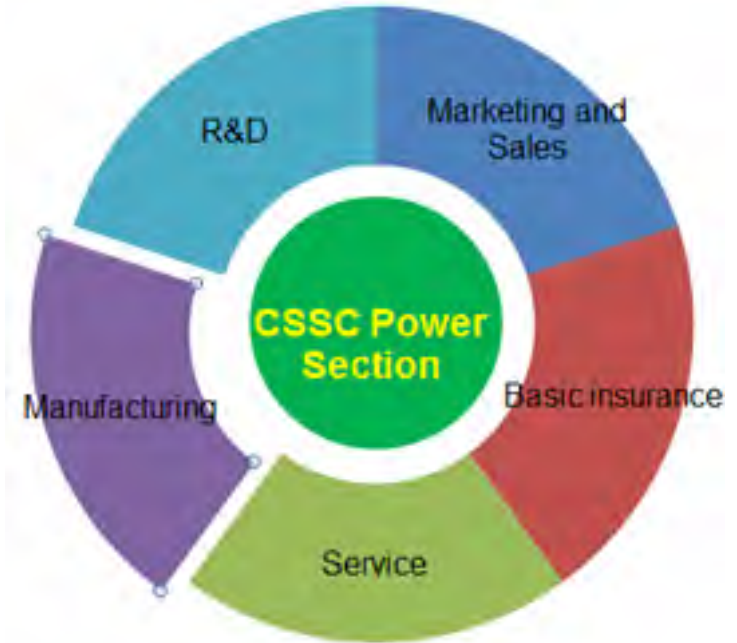 R&D
Marketing and
Sales
CSSC Power
Section
Manufacturing
Basic insurance
Service